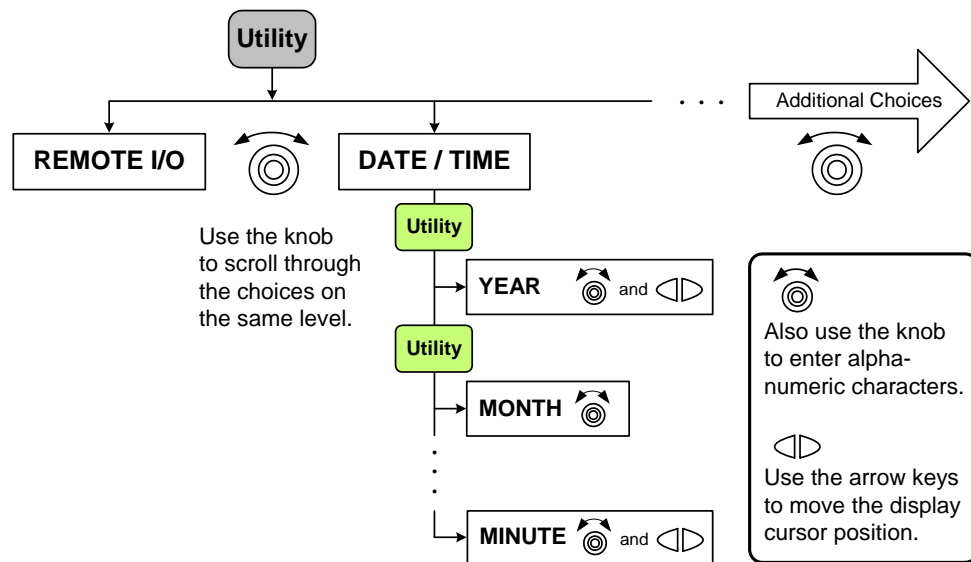 Utility
. . .
Additional Choices
REMOTE I/O
DATE / TIME
Use the knob
to scroll through
the choices on
the same level.
Utility
YEAR and
Utility
MONTH
MINUTE and
Also use the knob
to enter alpha-
numeric characters.
Use the arrow keys
to move the display
cursor position.